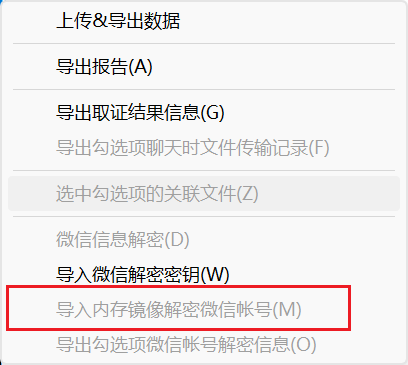 上传&导出数据
导出报告(A)
导出取证结果信息(G)
导出勾选项聊天时文件传输记录(F)
选中勾选项的关联文件(Z)
微信信息解密(D)
导入微信解密密钥(W)
导入内存镜像解密微信帐号(M)
导出勾选项微信帐号解密信息(O)